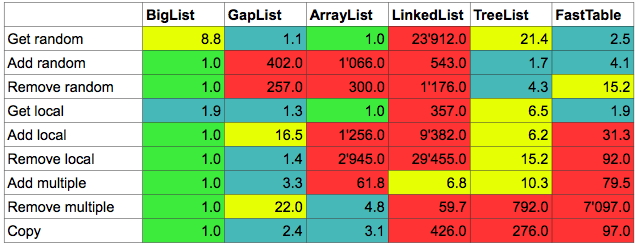 BigList GapList ArrayList LinkedList TreeList FastTable
Get random 8.8 1.1 1.0 23'912.0 21.4 2.5
Add random 1.0 402.0 1'066.0 543.0 1.7 4.1
Remove random 1.0 257.0 300.0 1'176.0 4.3 15.2
Get local 1.9 1.3 1.0 357.0 6.5 1.9
Add local 1.0 16.5 1'256.0 9'382.0 6.2 31.3
Remove local 1.0 1.4 2'945.0 29'455.0 15.2 92.0
Add multiple 1.0 3.3 61.8 6.8 10.3 79.5
Remove multiple 1.0 22.0 4.8 59.7 792.0 7'097.0
Copy 1.0 2.4 3.1 426.0 276.0 97.0